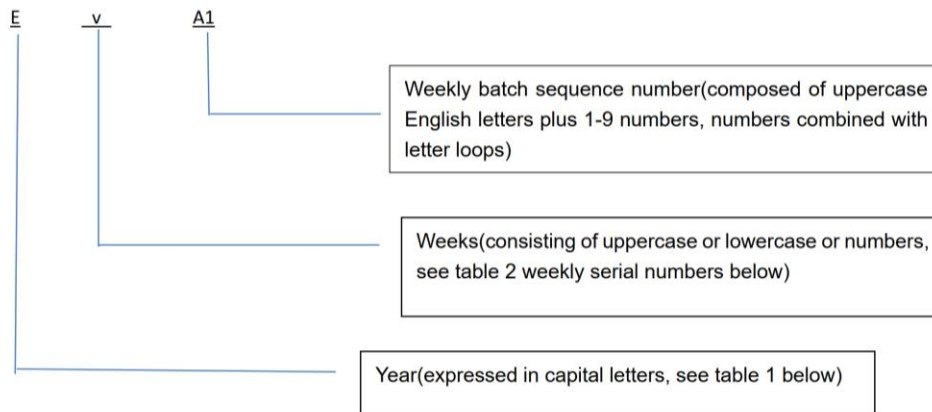 E v A1
Weekly batch sequence number(composed of uppercase
English letters plus 1-9 numbers, numbers combined with
letter loops)
Weeks(consisting of uppercase or lowercase or numbers,
see table 2 weekly serial numbers below)
Year(expressed in capital letters, see table 1 below)